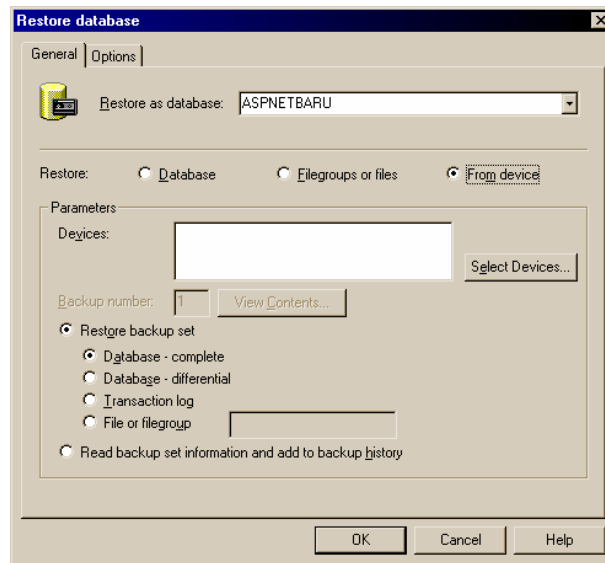 Restore database
General Options
Restore as database: ASPNETBARU
Restore: Database Filegroups or files From device
Parameters
Devices:
Select Devices...
Backup number: 1 View Contents...
Restore backup set
Database - complete
Database - differential
Transaction log
File or filegroup
Read backup set information and add to backup history
OK Cancel Help